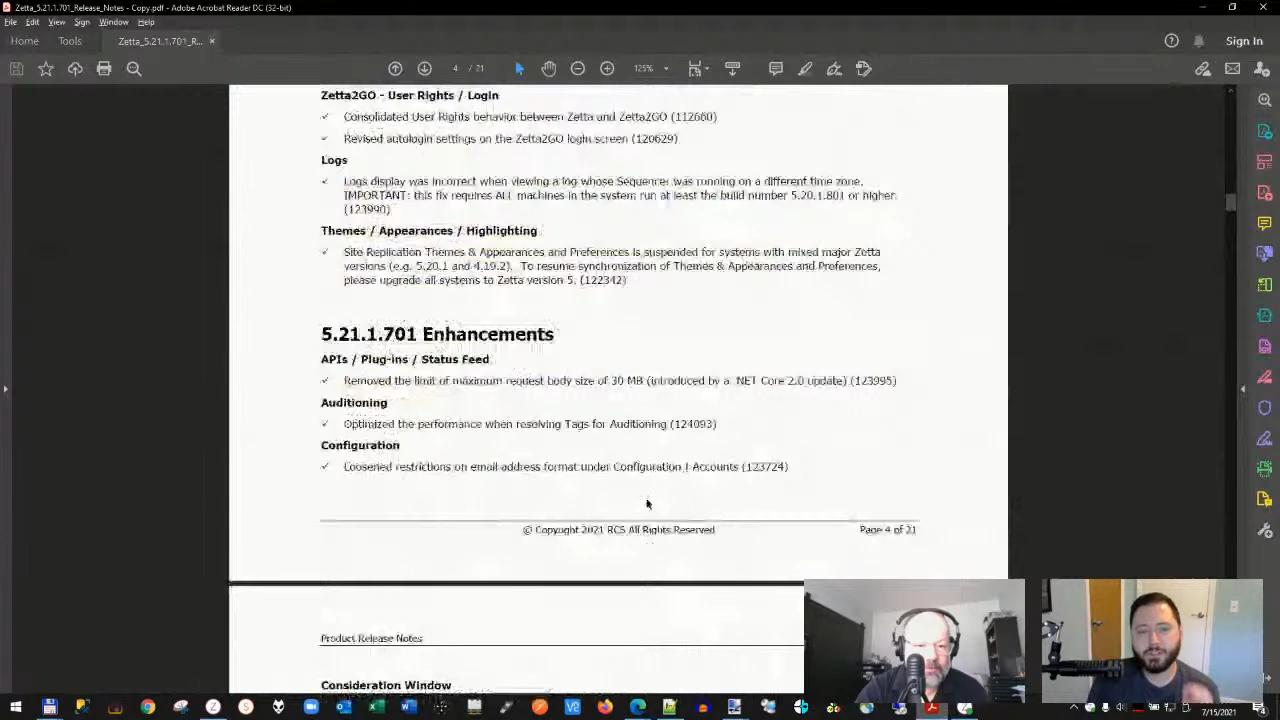 Zetta_5.21.1.701_Release_Notes - Copy.pdf - Adobe Acrobat Reader DC (32-bit)
File Edit View Sign Window Help
Home Tools Zetta_5.21.1.701_R... × Sign In
4 / 21 125%
Zetta2GO - User Rights / Login
✓ Consolidated User Rights behavior between Zetta and Zetta2GO (112660)
✓ Revised autologin settings on the Zetta2GO login screen (120629)
Logs
✓ Logs display was incorrect when viewing a log whose Sequencer was running on a different time zone.
IMPORTANT: this fix requires ALL machines in the system run at least the build number 5.20.1.801 or higher.
(123990)
Themes / Appearances / Highlighting
✓ Site Replication Themes & Appearances and Preferences is suspended for systems with mixed major Zetta
versions (e.g. 5.20.1 and 4.19.2). To resume synchronization of Themes & Appearances and Preferences,
please upgrade all systems to Zetta version 5. (122342)
5.21.1.701 Enhancements
APIs / Plug-ins / Status Feed
✓ Removed the limit of maximum request body size of 30 MB (introduced by a .NET Core 2.0 update) (123995)
Auditioning
✓ Optimized the performance when resolving Tags for Auditioning (124093)
Configuration
✓ Loosened restrictions on email address format under Configuration | Accounts (123724)
© Copyright 2021 RCS All Rights Reserved Page 4 of 21
Product Release Notes
Consideration Window
7/15/2021